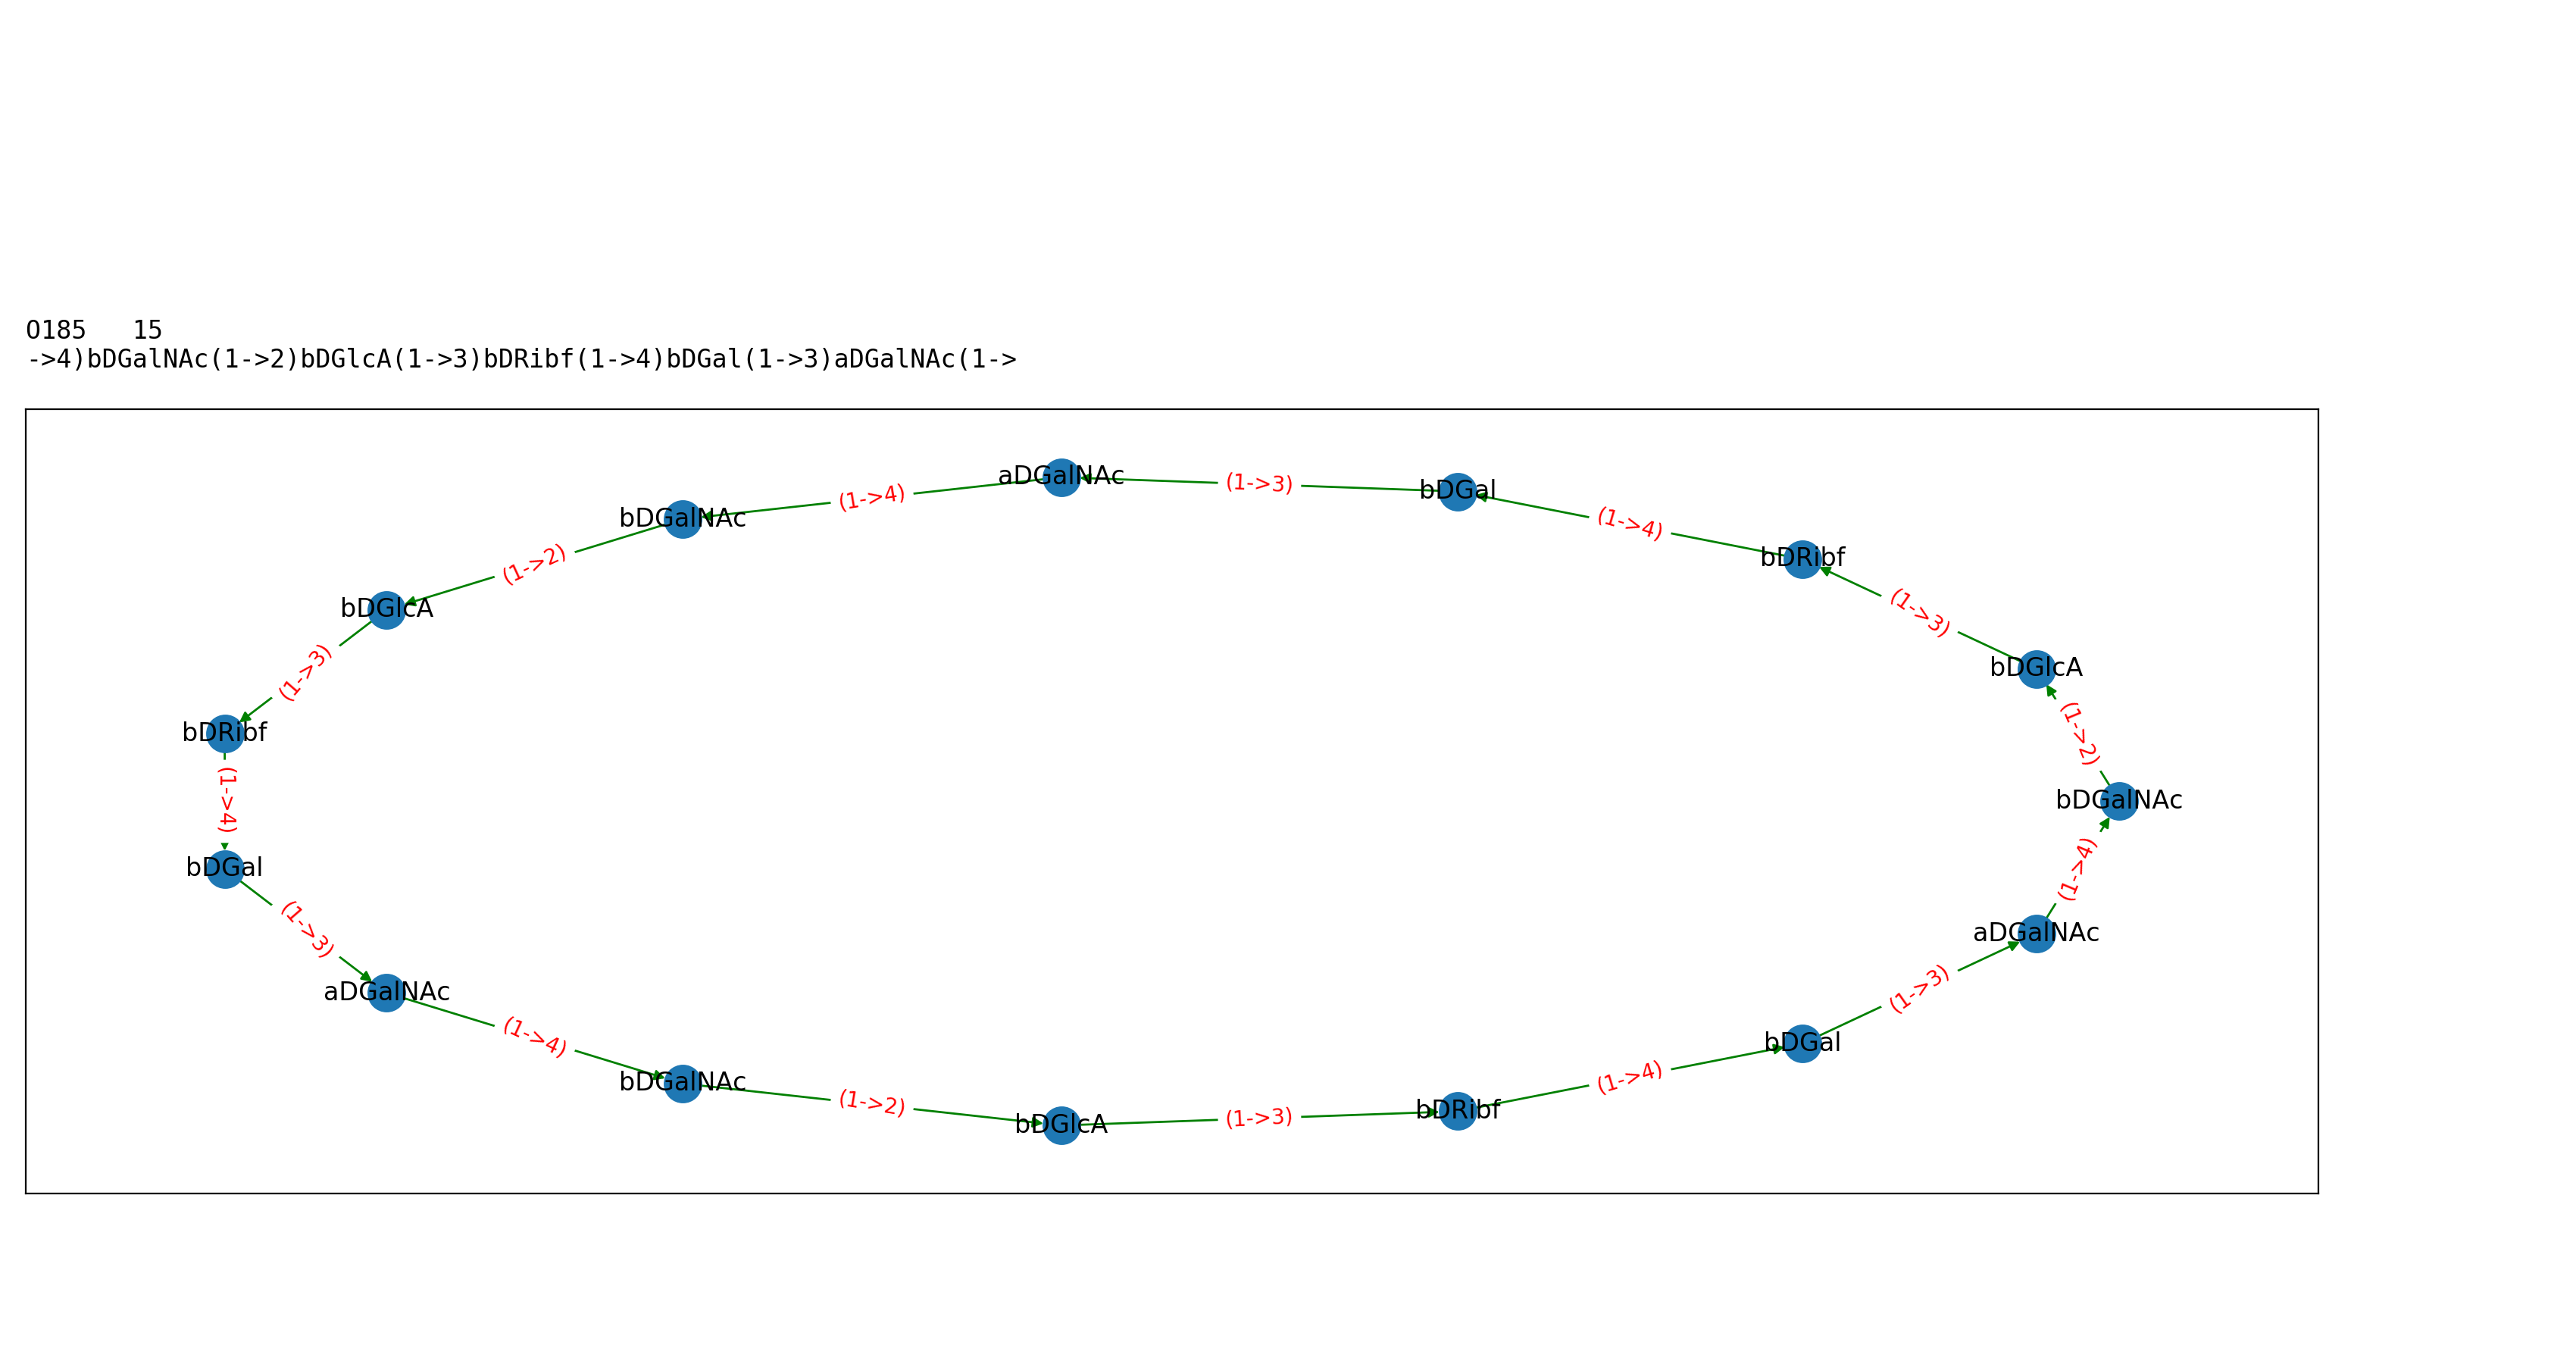 O185   15
->4)bDGalNAc(1->2)bDGlcA(1->3)bDRibf(1->4)bDGal(1->3)aDGalNAc(1->
aDGalNAc
(1->3)
bDGal
(1->4)
bDGalNAc
(1->4)
bDRibf
(1->2)
bDGlcA
(1->3)
bDGlcA
(1->3)
bDRibf
(1->2)
(1->4)
bDGalNAc
bDGal
(1->4)
(1->3)
aDGalNAc
aDGalNAc
(1->3)
(1->4)
bDGal
bDGalNAc
(1->4)
(1->2)
bDRibf
(1->3)
bDGlcA